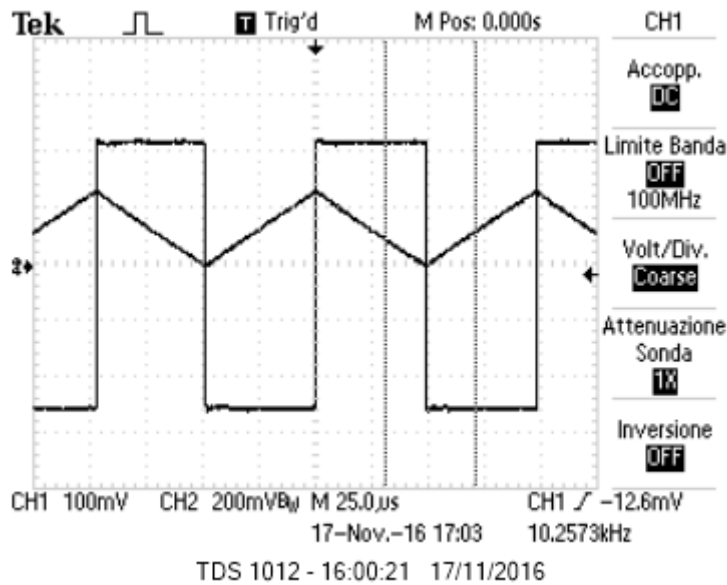 Tek T Trig'd M Pos: 0.000s CH1
Accopp.
DC
Limite Banda
OFF
100MHz
Volt/Div.
Coarse
Attenuazione
Sonda
1X
Inversione
OFF
CH1 100mV CH2 200mVBW M 25.0µs CH1 -12.6mV
17-Nov.-16 17:03 10.2573kHz
TDS 1012 - 16:00:21 17/11/2016